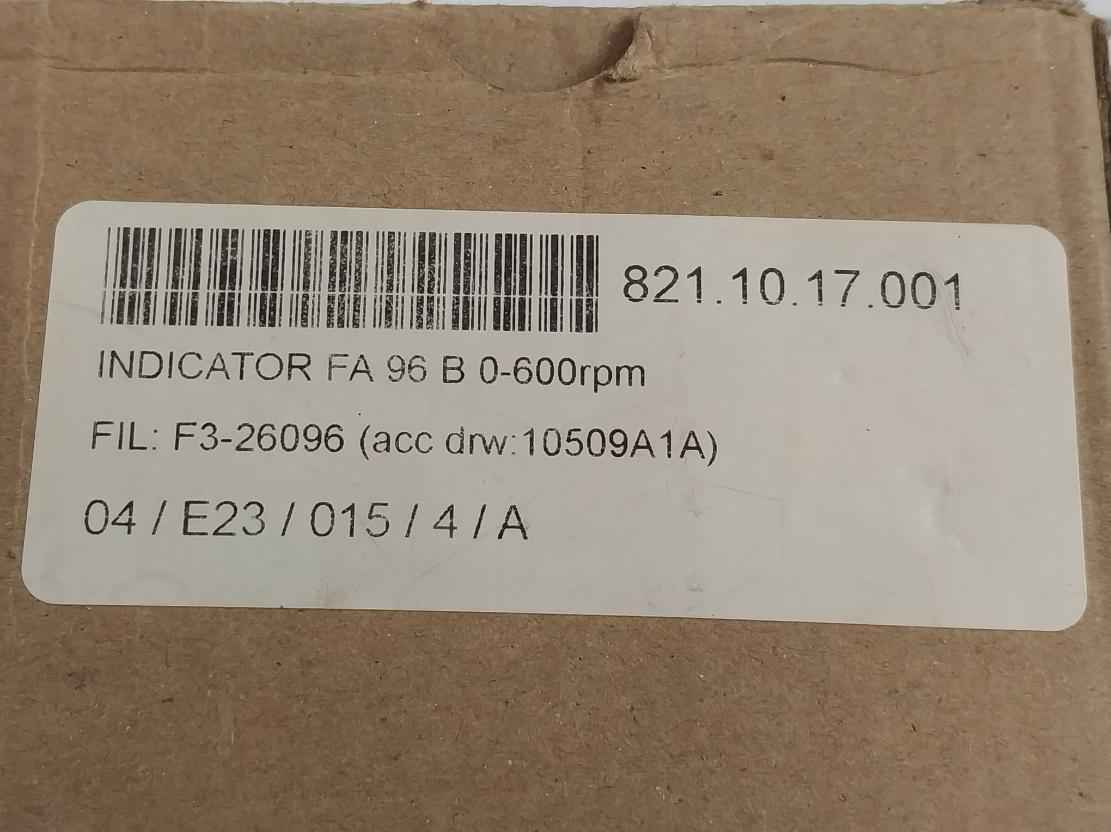 821.10.17.001
INDICATOR FA 96 B 0-600rpm
FIL: F3-26096 (acc drw:10509A1A)
04 / E23 / 015 / 4 / A